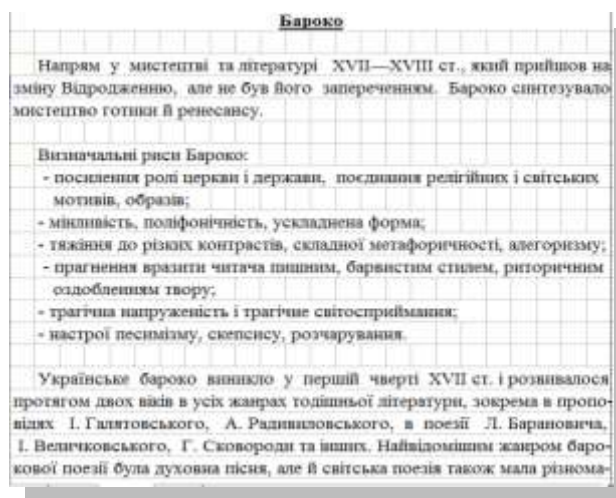 Бароко
Напрям у мистецтві та літературі XVII—XVIII ст., який прийшов на
зміну Відродженню, але не був його запереченням. Бароко синтезувало
мистецтво готики й ренесансу.
Визначальні риси Бароко:
- посилення ролі церкви і держави, поєднання релігійних і світських
мотивів, образів;
- мінливість, поліфонічність, ускладнена форма;
- тяжіння до різких контрастів, складної метафоричності, алегоризму;
- прагнення вразити читача пишним, барвистим стилем, риторичним
оздобленням твору;
- трагічна напруженість і трагічне світосприймання;
- настрої песимізму, скепсису, розчарування.
Українське бароко виникло у першій чверті XVII ст. і розвивалося
протягом двох віків в усіх жанрах тодішньої літератури, зокрема в пропо-
відях І. Галятовського, А. Радивиловського, в поезії Л. Барановича,
І. Величковського, Г. Сковороди та інших. Найвідомішим жанром баро-
кової поезії була духовна пісня, але й світська поезія також мала різнома-